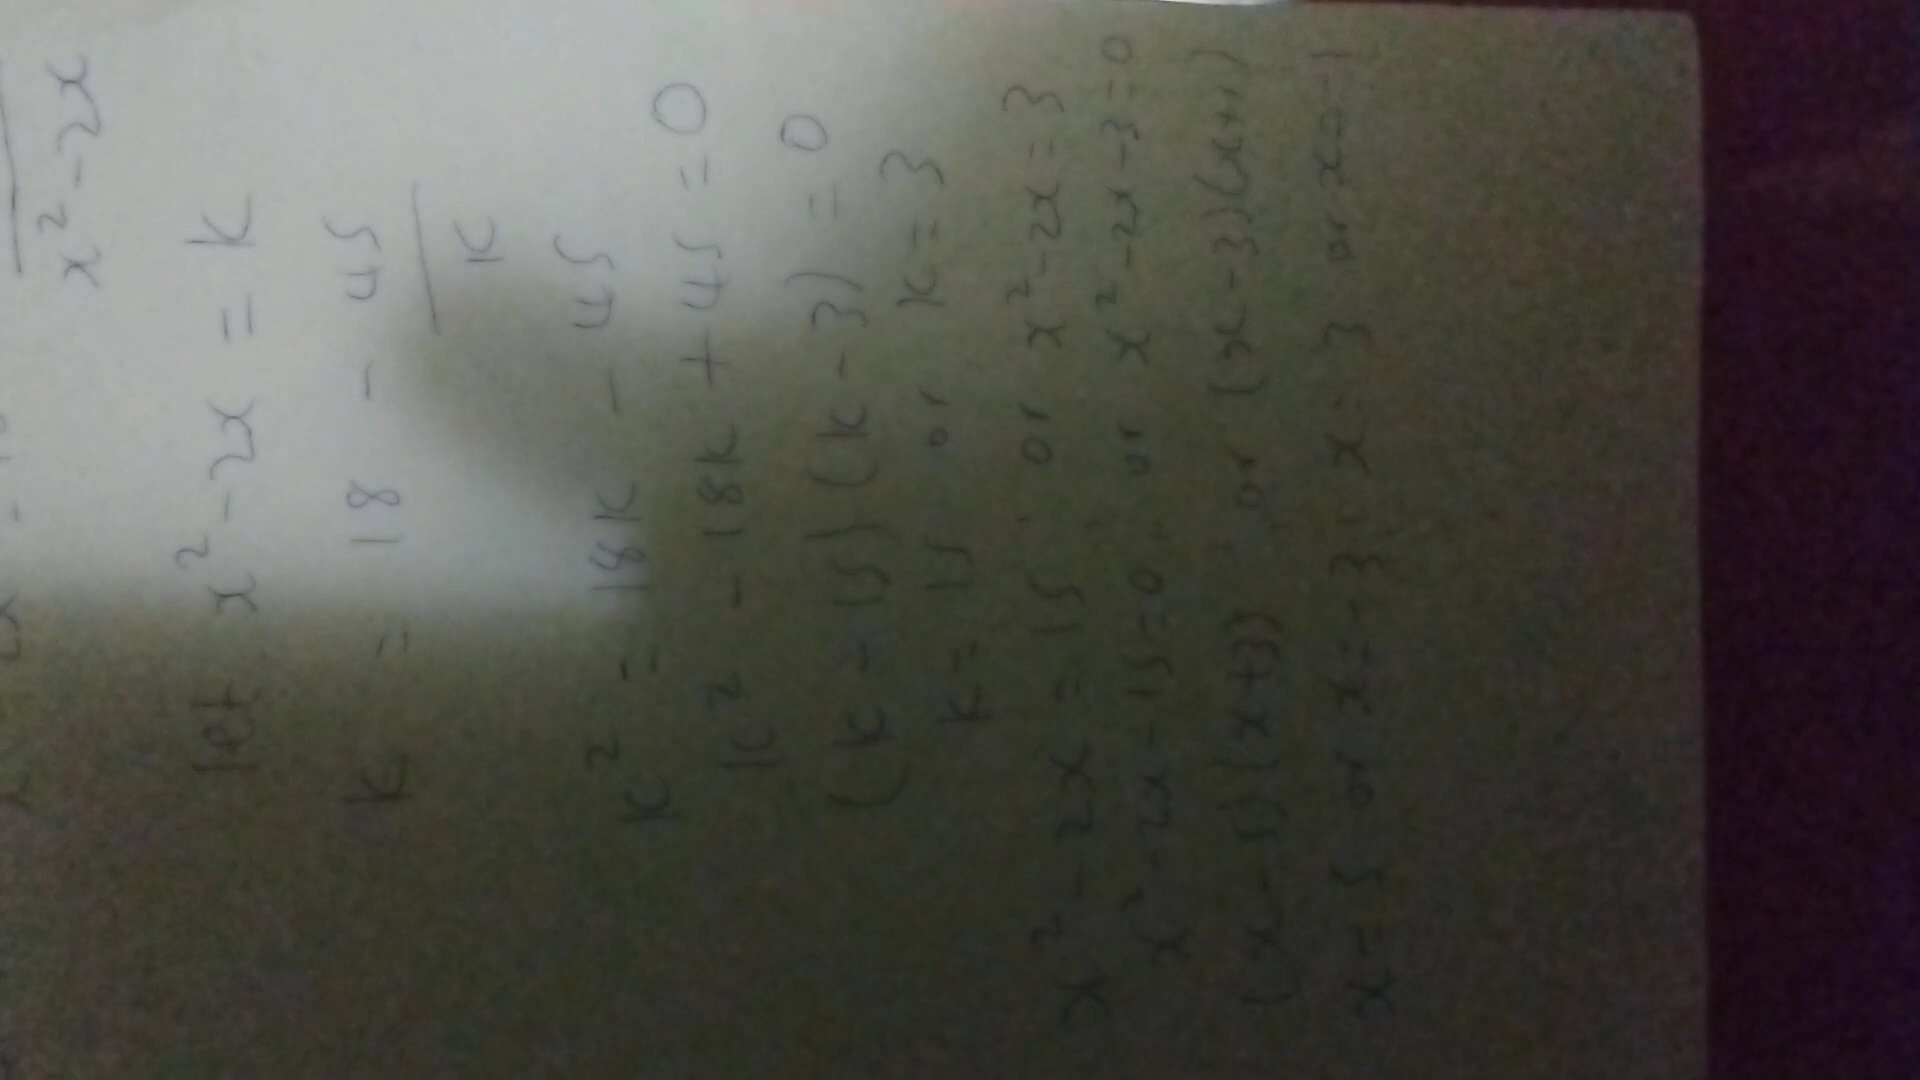 x² - 2x
let x² - 2x = k
k = 18 - 45
k
k² = 18k - 45
k² - 18k + 45 = 0
(k - 15) (k - 3) = 0
k = 15 or k = 3
x² - 2x = 15 or x² - 2x = 3
x² - 2x - 15 = 0 or x² - 2x - 3 = 0
(x - 5) (x + 3) or (x - 3) (x + 1)
x = 5 or x = -3, x = 3 or x = -1